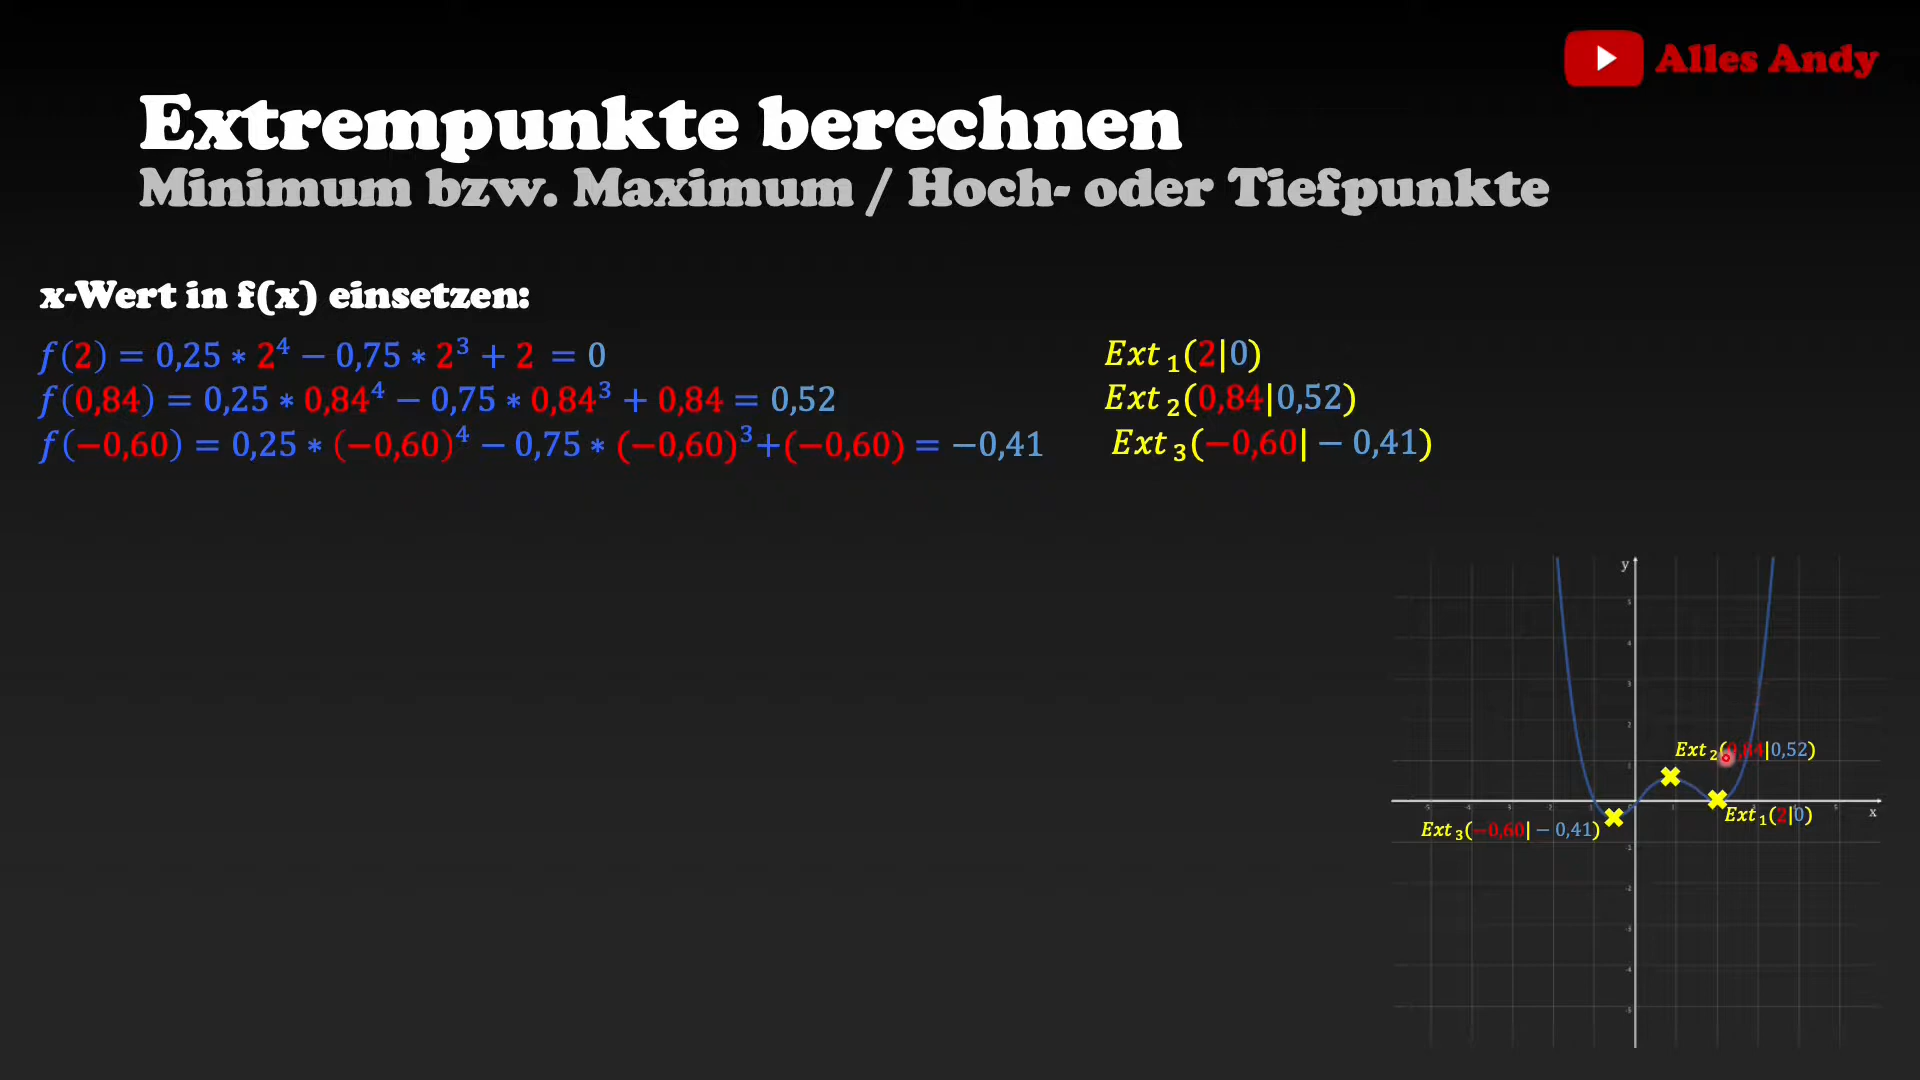 Alles Andy
Extrempunkte berechnen
Minimum bzw. Maximum / Hoch- oder Tiefpunkte
x-Wert in f(x) einsetzen:
f(2) = 0,25 * 2⁴ − 0,75 * 2³ + 2 = 0
Ext₁(2|0)
f(0,84) = 0,25 * 0,84⁴ − 0,75 * 0,84³ + 0,84 = 0,52
Ext₂(0,84|0,52)
f(−0,60) = 0,25 * (−0,60)⁴ − 0,75 * (−0,60)³+(−0,60) = −0,41
Ext₃(−0,60| − 0,41)
y
Ext₂(0,84|0,52)
x
Ext₁(2|0)
Ext₃(−0,60| − 0,41)